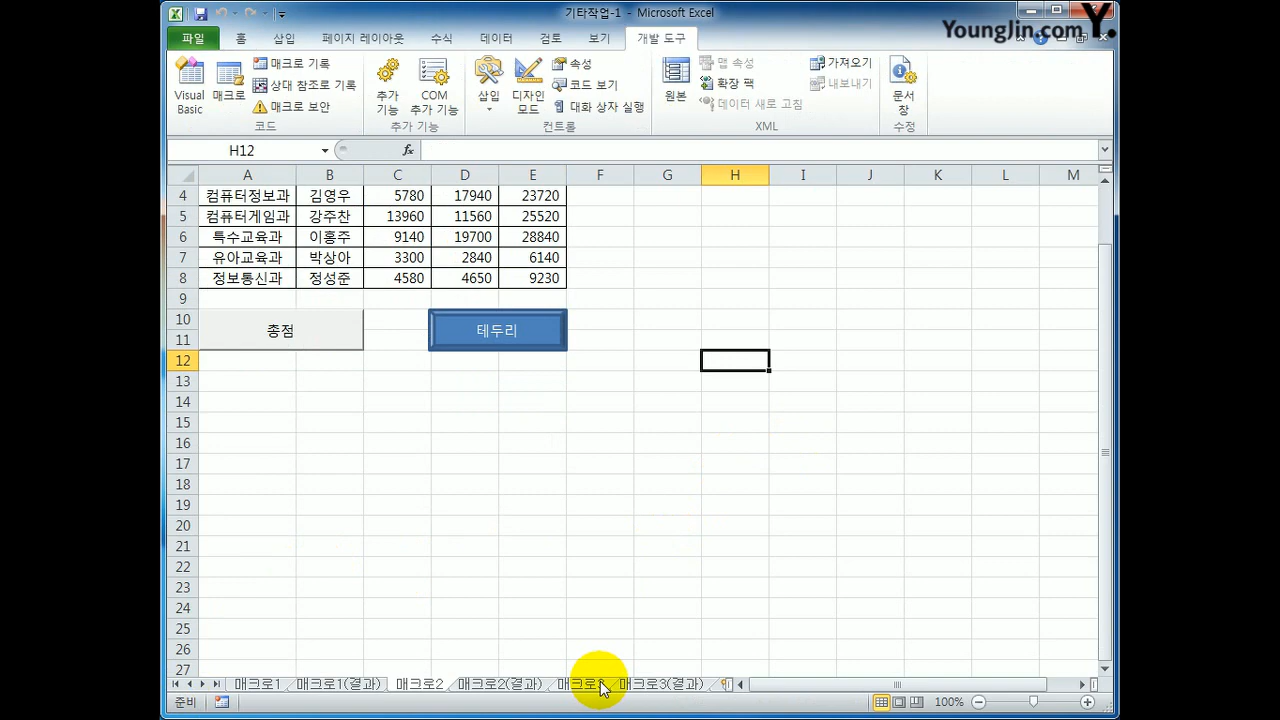 기타작업-1 - Microsoft Excel
YoungJin.com Y.
파일 홈 삽입 페이지 레이아웃 수식 데이터 검토 보기 개발 도구
Visual Basic
매크로
매크로 기록
상대 참조로 기록
매크로 보안
코드
추가 기능
COM 추가 기능
추가 기능
삽입
디자인 모드
속성
코드 보기
대화 상자 실행
컨트롤
원본
맵 속성
확장 팩
데이터 새로 고침
가져오기
내보내기
XML
문서 창
수정
H12 fx
A B C D E F G H I J K L M
4 컴퓨터정보과 김영우 5780 17940 23720
5 컴퓨터게임과 강주찬 13960 11560 25520
6 특수교육과 이홍주 9140 19700 28840
7 유아교육과 박상아 3300 2840 6140
8 정보통신과 정성준 4580 4650 9230
9
10
총점 테두리
11
12
13
14
15
16
17
18
19
20
21
22
23
24
25
26
27
매크로1 매크로1(결과) 매크로2 매크로2(결과) 매크로3 매크로3(결과)
준비 100%